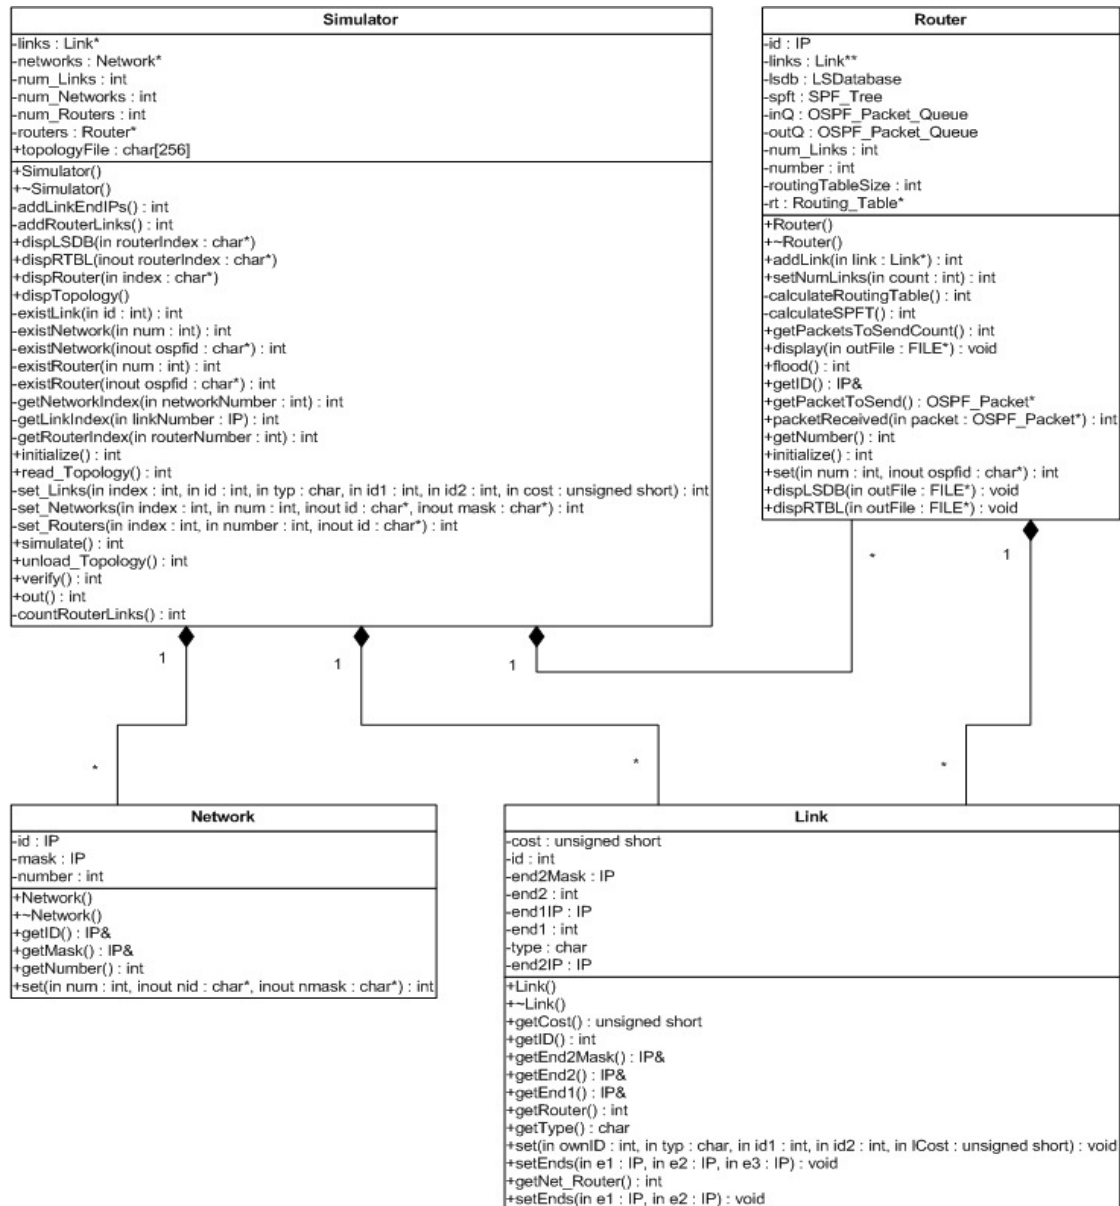 Simulator
-links : Link*
-networks : Network*
-num_Links : int
-num_Networks : int
-num_Routers : int
-routers : Router*
+topologyFile : char[256]
+Simulator()
+~Simulator()
-addLinkEndIPs() : int
-addRouterLinks() : int
+dispLSDB(in routerIndex : char*)
+dispRTBL(inout routerIndex : char*)
+dispRouter(in index : char*)
+dispTopology()
-existLink(in id : int) : int
-existNetwork(in num : int) : int
-existNetwork(inout ospfid : char*) : int
-existRouter(in num : int) : int
-existRouter(inout ospfid : char*) : int
-getNetworkIndex(in networkNumber : int) : int
-getLinkIndex(in linkNumber : IP) : int
-getRouterIndex(in routerNumber : int) : int
+initialize() : int
+read_Topology() : int
-set_Links(in index : int, in id : int, in typ : char, in id1 : int, in id2 : int, in cost : unsigned short) : int
-set_Networks(in index : int, in num : int, inout id : char*, inout mask : char*) : int
-set_Routers(in index : int, in number : int, inout id : char*) : int
+simulate() : int
+unload_Topology() : int
+verify() : int
+out() : int
-countRouterLinks() : int
Router
-id : IP
-links : Link**
-lsdb : LSDatabase
-spft : SPF_Tree
-inQ : OSPF_Packet_Queue
-outQ : OSPF_Packet_Queue
-num_Links : int
-number : int
-routingTableSize : int
-rt : Routing_Table*
+Router()
+~Router()
+addLink(in link : Link*) : int
+setNumLinks(in count : int) : int
-calculateRoutingTable() : int
-calculateSPFT() : int
+getPacketsToSendCount() : int
+display(in outFile : FILE*) : void
+flood() : int
+getID() : IP&
+getPacketToSend() : OSPF_Packet*
+packetReceived(in packet : OSPF_Packet*) : int
+getNumber() : int
+initialize() : int
+set(in num : int, inout ospfid : char*) : int
+dispLSDB(in outFile : FILE*) : void
+dispRTBL(in outFile : FILE*) : void
1
1
1
*
1
*
*
*
Network
-id : IP
-mask : IP
-number : int
+Network()
+~Network()
+getID() : IP&
+getMask() : IP&
+getNumber() : int
+set(in num : int, inout nid : char*, inout nmask : char*) : int
Link
-cost : unsigned short
-id : int
-end2Mask : IP
-end2 : int
-end1IP : IP
-end1 : int
-type : char
-end2IP : IP
+Link()
+~Link()
+getCost() : unsigned short
+getID() : int
+getEnd2Mask() : IP&
+getEnd2() : IP&
+getEnd1() : IP&
+getRouter() : int
+getType() : char
+set(in ownID : int, in typ : char, in id1 : int, in id2 : int, in lCost : unsigned short) : void
+setEnds(in e1 : IP, in e2 : IP, in e3 : IP) : void
+getNet_Router() : int
+setEnds(in e1 : IP, in e2 : IP) : void